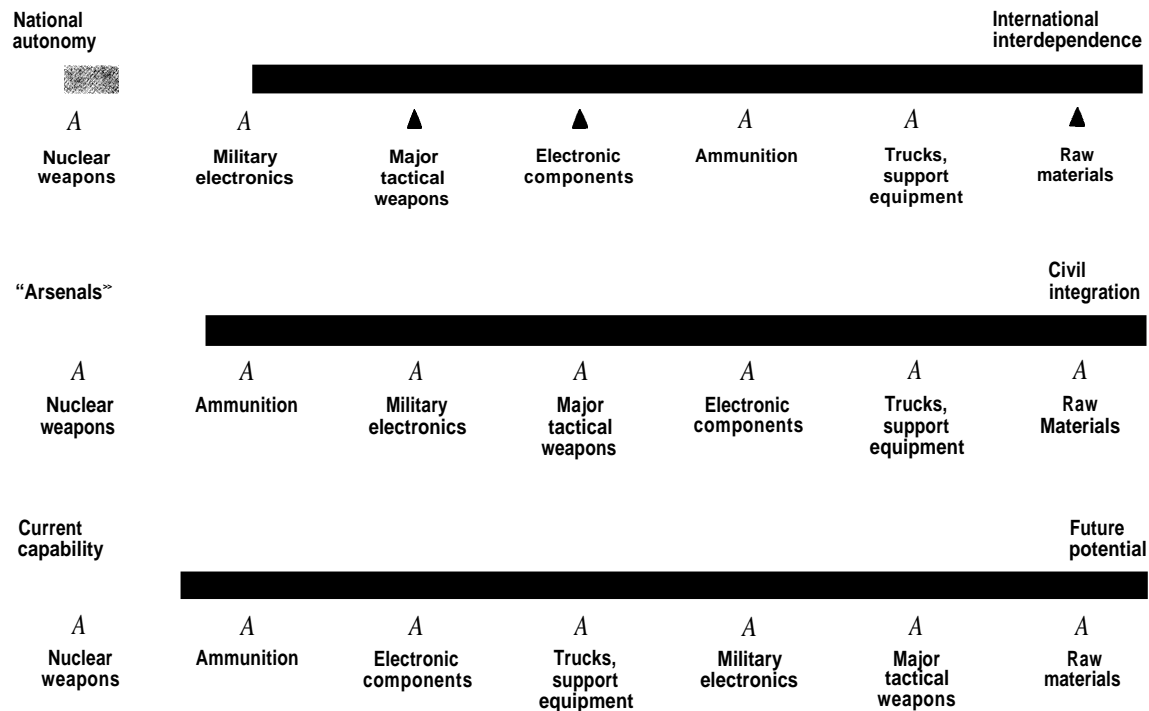 National
autonomy
International
interdependence
A A ▲ ▲ A A ▲
Nuclear
weapons
Military
electronics
Major
tactical
weapons
Electronic
components
Ammunition
Trucks,
support
equipment
Raw
materials
“Arsenals”
Civil
integration
A A A A A A A
Nuclear
weapons
Ammunition
Military
electronics
Major
tactical
weapons
Electronic
components
Trucks,
support
equipment
Raw
Materials
Current
capability
Future
potential
A A A A A A A
Nuclear
weapons
Ammunition
Electronic
components
Trucks,
support
equipment
Military
electronics
Major
tactical
weapons
Raw
materials